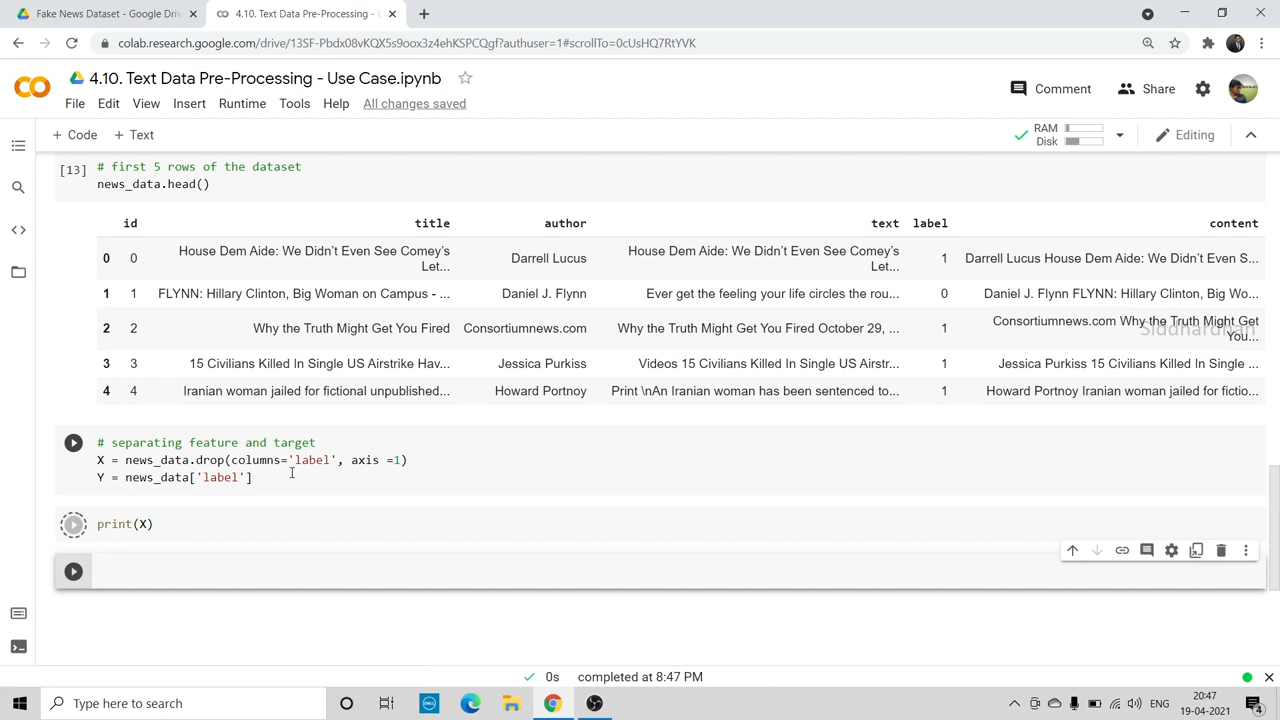 Fake News Dataset - Google Driv
4.10. Text Data Pre-Processing -
colab.research.google.com/drive/13SF-Pbdx08vKQX5s9oox3z4ehKSPCQgf?authuser=1#scrollTo=0cUsHQ7RtYVK
4.10. Text Data Pre-Processing - Use Case.ipynb
File Edit View Insert Runtime Tools Help All changes saved
Comment Share
+ Code + Text
RAM
Disk
Editing
[13]
# first 5 rows of the dataset
news_data.head()
id title author text label content
0 0 House Dem Aide: We Didn't Even See Comey's Let... Darrell Lucus House Dem Aide: We Didn't Even See Comey's Let... 1 Darrell Lucus House Dem Aide: We Didn't Even S...
1 1 FLYNN: Hillary Clinton, Big Woman on Campus - ... Daniel J. Flynn Ever get the feeling your life circles the rou... 0 Daniel J. Flynn FLYNN: Hillary Clinton, Big Wo...
2 2 Why the Truth Might Get You Fired Consortiumnews.com Why the Truth Might Get You Fired October 29, ... 1 Consortiumnews.com Why the Truth Might Get You...
Siddhardhan
3 3 15 Civilians Killed In Single US Airstrike Hav... Jessica Purkiss Videos 15 Civilians Killed In Single US Airstr... 1 Jessica Purkiss 15 Civilians Killed In Single ...
4 4 Iranian woman jailed for fictional unpublished... Howard Portnoy Print \nAn Iranian woman has been sentenced to... 1 Howard Portnoy Iranian woman jailed for fictio...
# separating feature and target
X = news_data.drop(columns='label', axis =1)
Y = news_data['label']
print(X)
0s completed at 8:47 PM
Type here to search
DELL
ENG
20:47
19-04-2021
4